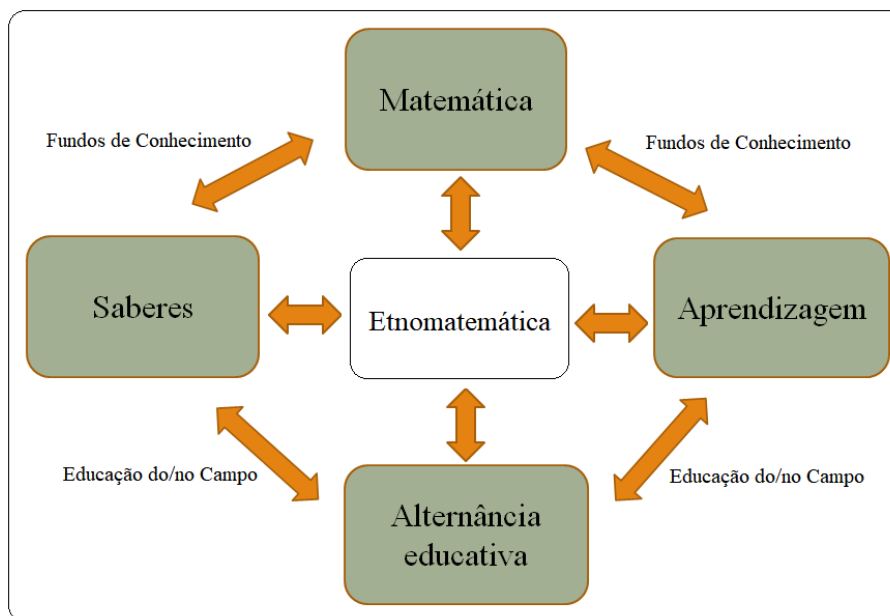 Matemática
Fundos de Conhecimento
Fundos de Conhecimento
Saberes
Etnomatemática
Aprendizagem
Educação do/no Campo
Educação do/no Campo
Alternância
educativa